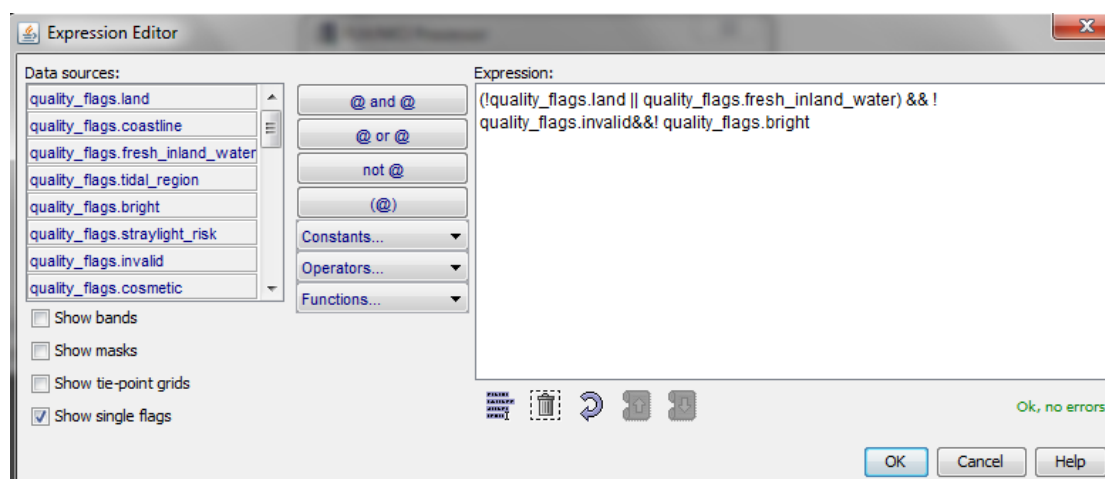 Expression Editor
Data sources:
quality_flags.land
quality_flags.coastline
quality_flags.fresh_inland_water
quality_flags.tidal_region
quality_flags.bright
quality_flags.straylight_risk
quality_flags.invalid
quality_flags.cosmetic
Show bands
Show masks
Show tie-point grids
Show single flags
@ and @
@ or @
not @
(@)
Constants...
Operators...
Functions...
Expression:
(!quality_flags.land || quality_flags.fresh_inland_water) && !
quality_flags.invalid&&! quality_flags.bright
Ok, no errors
OK
Cancel
Help